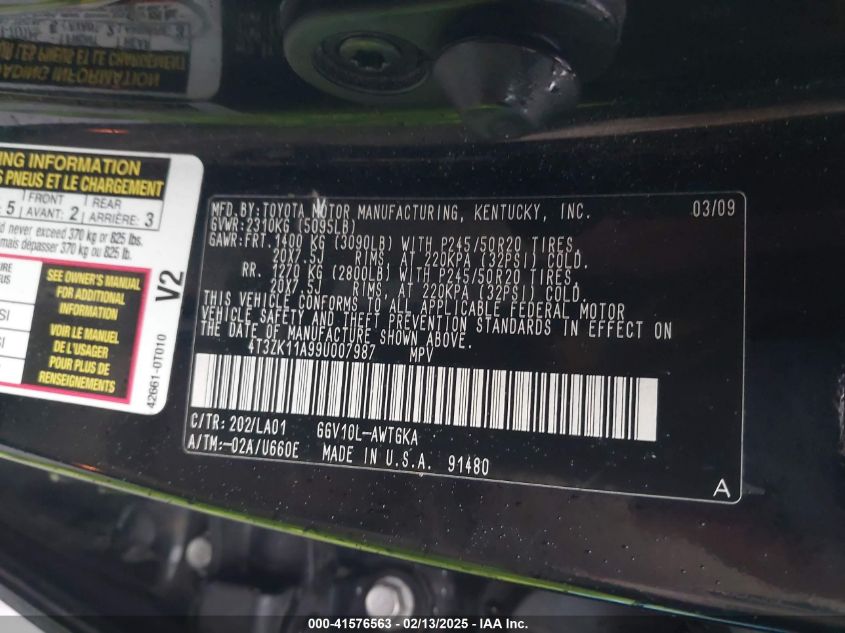 NG INFORMATION
S PNEUS ET LE CHARGEMENT
5 FRONT AVANT: 2 REAR ARRIÈRE: 3
d never exceed 370 kg or 825 lbs.
mais dépasser 370 kg ou 825 lb.
SEE OWNER'S MANUAL
FOR ADDITIONAL
INFORMATION
VOIR LE MANUEL
DE L'USAGER
POUR PLUS DE
RENSEIGNEMENTS
V2
42661-0T010
MFD.BY:TOYOTA MOTOR MANUFACTURING, KENTUCKY, INC. 03/09
GVWR:2310KG (5095LB)
GAWR:FRT.1400 KG (3090LB) WITH P245/50R20 TIRES,
20X7.5J RIMS, AT 220KPA (32PSI) COLD.
RR. 1270 KG (2800LB) WITH P245/50R20 TIRES,
20X7.5J RIMS, AT 220KPA (32PSI) COLD.
THIS VEHICLE CONFORMS TO ALL APPLICABLE FEDERAL MOTOR
VEHICLE SAFETY AND THEFT PREVENTION STANDARDS IN EFFECT ON
THE DATE OF MANUFACTURE SHOWN ABOVE.
4T3ZK11A99U007987 MPV
C/TR:202/LA01 GGV10L-AWTGKA
A/TM:-02A/U660E MADE IN U.S.A. 91480
A
000-41576563 - 02/13/2025 - IAA Inc.